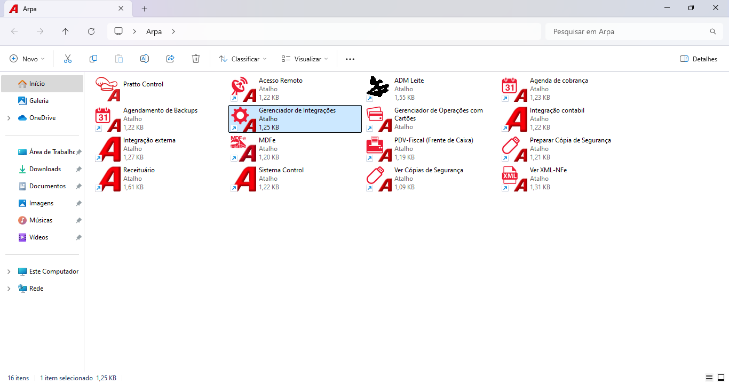 Arpa
Arpa
Pesquisar em Arpa
Novo
Classificar
Visualizar
Detalhes
Início
Galeria
OneDrive
Área de Trabalho
Downloads
Documentos
Imagens
Músicas
Vídeos
Este Computador
Rede
Pratto Control
Acesso Remoto
Atalho
1,22 KB
ADM Leite
Atalho
1,55 KB
31
Agenda de cobrança
Atalho
1,23 KB
31
Agendamento de Backups
Atalho
1,22 KB
Gerenciador de Integrações
Atalho
1,25 KB
Gerenciador de Operações com
Cartões
Atalho
Integração contábil
Atalho
1,22 KB
Integração externa
Atalho
1,27 KB
MDFe
Atalho
1,20 KB
PDV-Fiscal (Frente de Caixa)
Atalho
1,19 KB
Preparar Cópia de Segurança
Atalho
1,21 KB
Receituário
Atalho
1,61 KB
Sistema Control
Atalho
1,22 KB
Ver Cópias de Segurança
Atalho
1,09 KB
XML
Ver XML-NFe
Atalho
1,31 KB
16 itens
1 item selecionado 1,25 KB